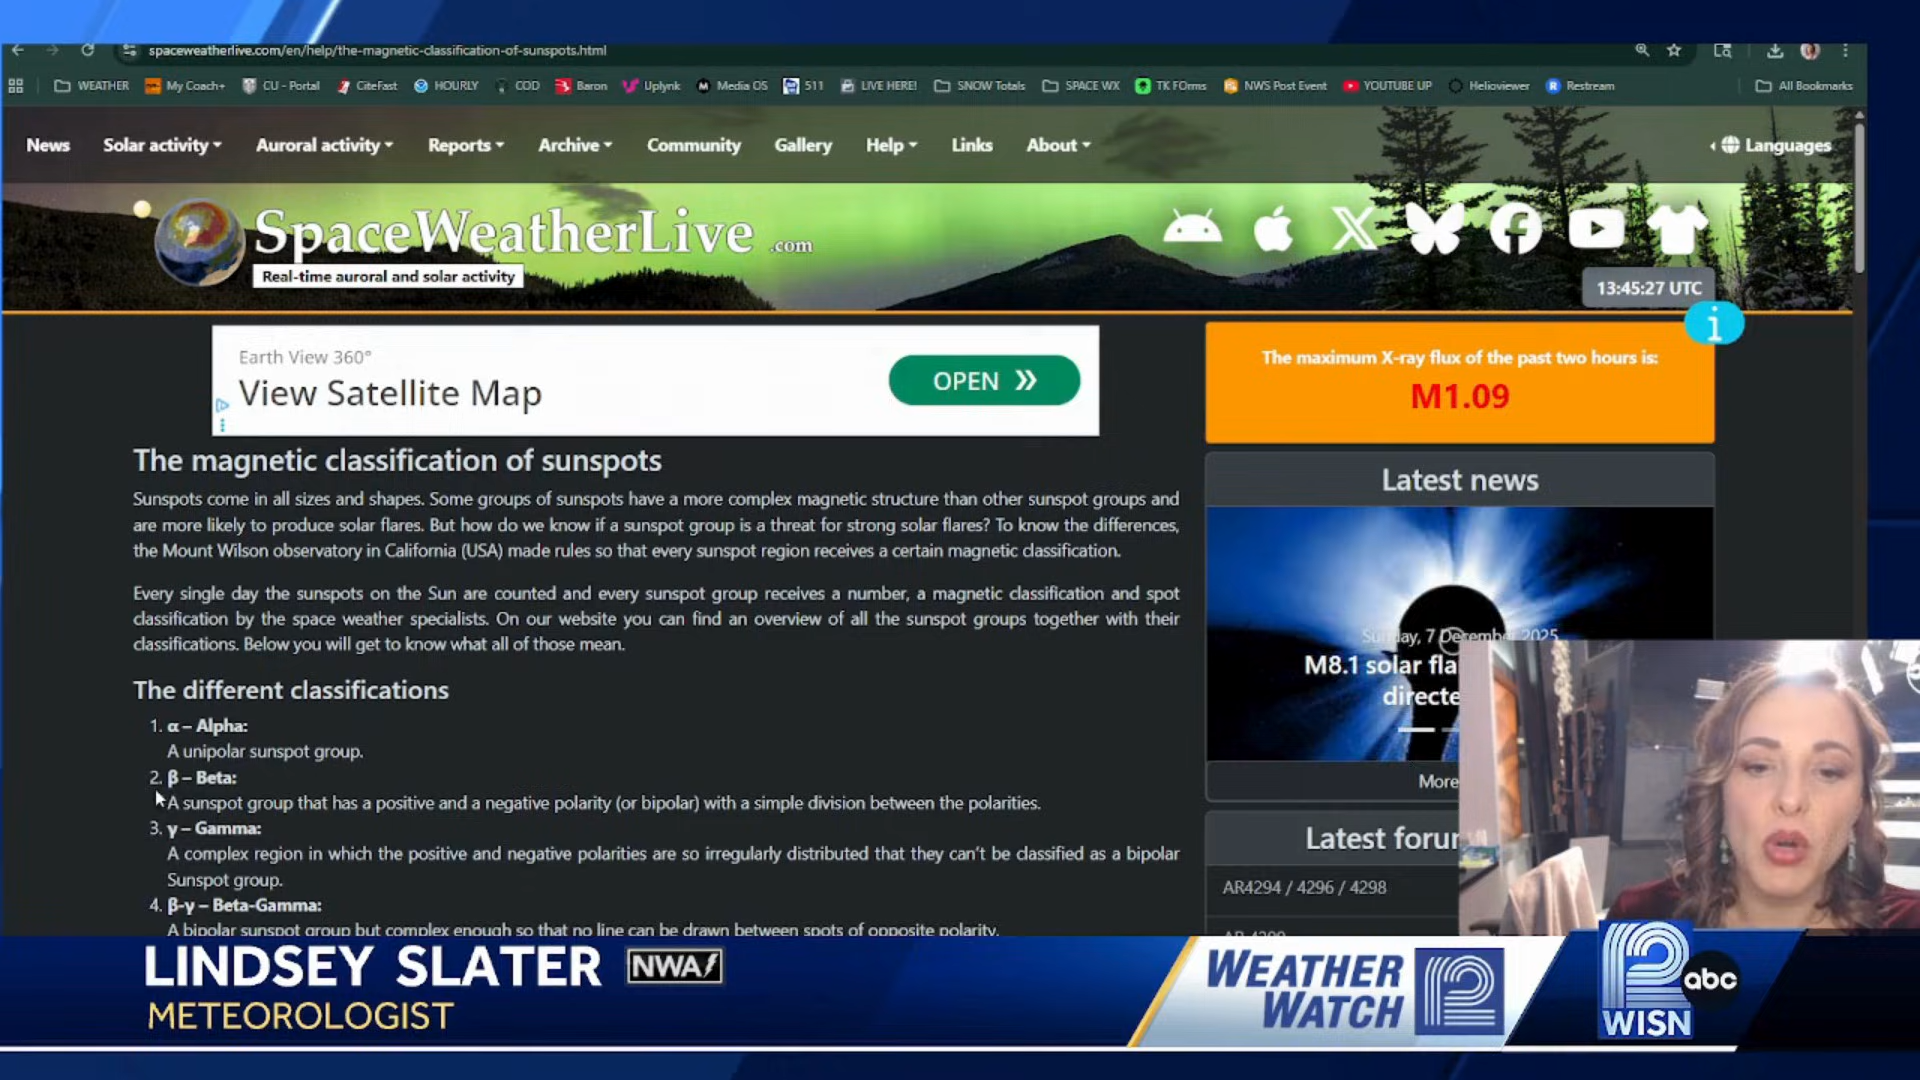 spaceweatherlive.com/en/help/the-magnetic-classification-of-sunspots.html
WEATHER My Coach+ CU - Portal CiteFast HOURLY COD Baron Uplynk Media OS 511 LIVE HERE! SNOW Totals SPACE WX TK FOrms NWS Post Event YOUTUBE UP Helioviewer Restream All Bookmarks
News Solar activity Auroral activity Reports Archive Community Gallery Help Links About Languages
SpaceWeatherLive.com
Real-time auroral and solar activity
13:45:27 UTC
Earth View 360°
View Satellite Map
OPEN
The maximum X-ray flux of the past two hours is:
M1.09
The magnetic classification of sunspots
Sunspots come in all sizes and shapes. Some groups of sunspots have a more complex magnetic structure than other sunspot groups and
are more likely to produce solar flares. But how do we know if a sunspot group is a threat for strong solar flares? To know the differences,
the Mount Wilson observatory in California (USA) made rules so that every sunspot region receives a certain magnetic classification.
Every single day the sunspots on the Sun are counted and every sunspot group receives a number, a magnetic classification and spot
classification by the space weather specialists. On our website you can find an overview of all the sunspot groups together with their
classifications. Below you will get to know what all of those mean.
The different classifications
1. α – Alpha:
A unipolar sunspot group.
2. β – Beta:
A sunspot group that has a positive and a negative polarity (or bipolar) with a simple division between the polarities.
3. γ – Gamma:
A complex region in which the positive and negative polarities are so irregularly distributed that they can't be classified as a bipolar
Sunspot group.
4. β-γ – Beta-Gamma:
A bipolar sunspot group but complex enough so that no line can be drawn between spots of opposite polarity.
Latest news
Sunday, 7 December 2025
M8.1 solar fla
directe
More
Latest foru
AR4294 / 4296 / 4298
AR 4299
LINDSEY SLATER NWA
METEOROLOGIST
WEATHER
WATCH 12
12 abc
WISN